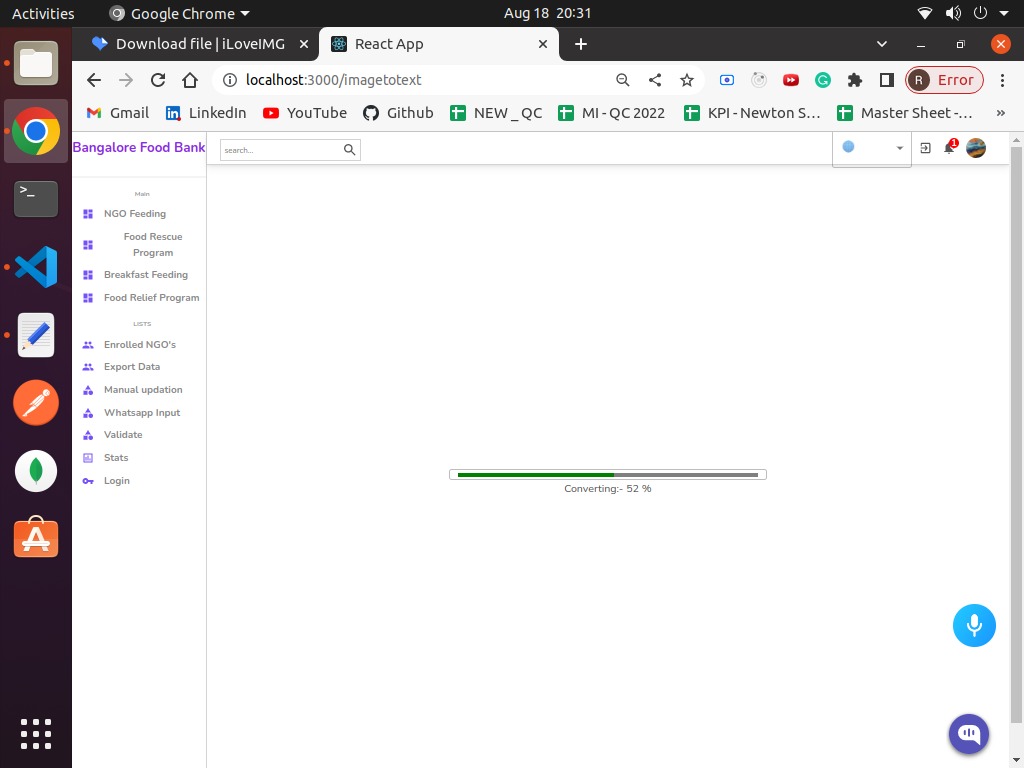 Activities
Google Chrome
Aug 18 20:31
Download file | iLoveIMG
React App
localhost:3000/imagetotext
R
Error
Gmail
LinkedIn
YouTube
Github
NEW _ QC
MI - QC 2022
KPI - Newton S...
Master Sheet -...
»
Bangalore Food Bank
search...
1
Main
NGO Feeding
Food Rescue
Program
Breakfast Feeding
Food Relief Program
LISTS
Enrolled NGO's
Export Data
Manual updation
Whatsapp Input
Validate
Stats
Login
Converting:- 52 %